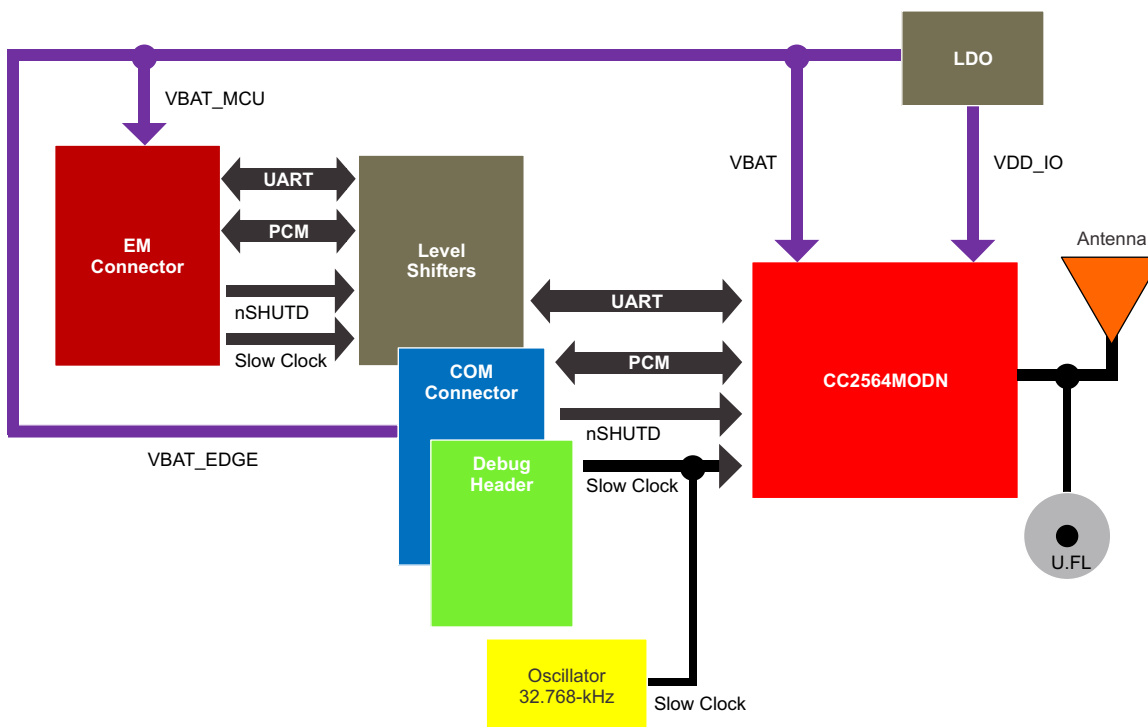 LDO
VBAT_MCU
VBAT
VDD_IO
UART
PCM
EM
Connector
Level
Shifters
Antenna
nSHUTD
Slow Clock
UART
PCM
COM
Connector
CC2564MODN
nSHUTD
VBAT_EDGE
Debug
Header
Slow Clock
U.FL
Oscillator
32.768-kHz
Slow Clock